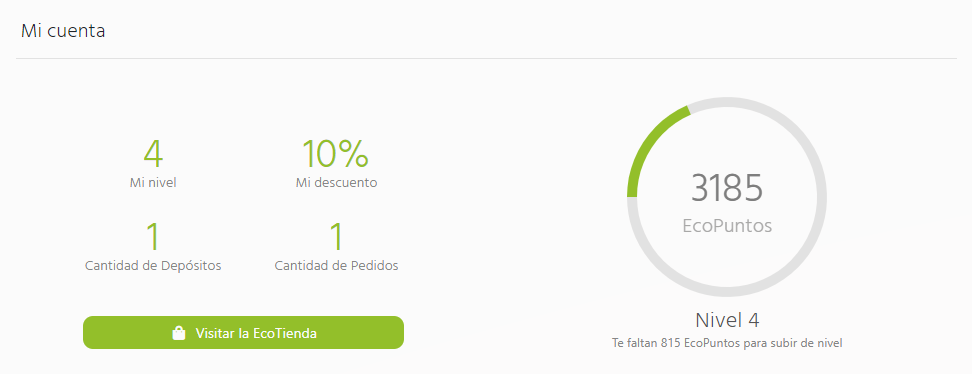 Mi cuenta
4
Mi nivel
10%
Mi descuento
1
Cantidad de Depósitos
1
Cantidad de Pedidos
Visitar la EcoTienda
3185
EcoPuntos
Nivel 4
Te faltan 815 EcoPuntos para subir de nivel